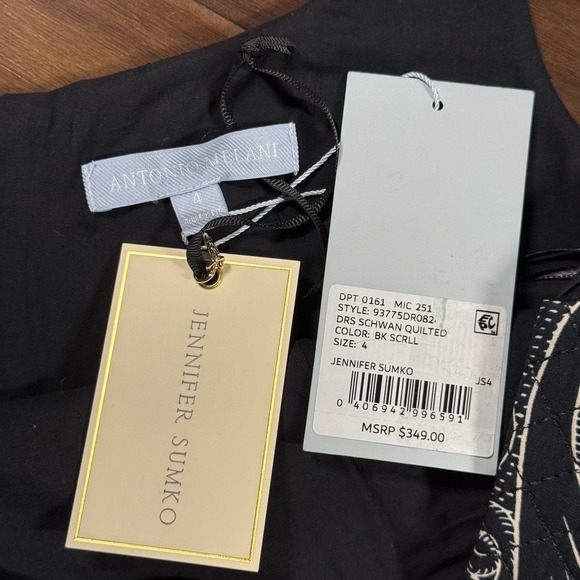 ANTONIO MELANI
4
JENNIFER SUMKO
DPT 0161 MIC 251
STYLE: 93775DR082.
DRS SCHWAN QUILTED
COLOR: BK SCRLL
SIZE: 4
JENNIFER SUMKO
JS4
0 406942 996591
MSRP $349.00